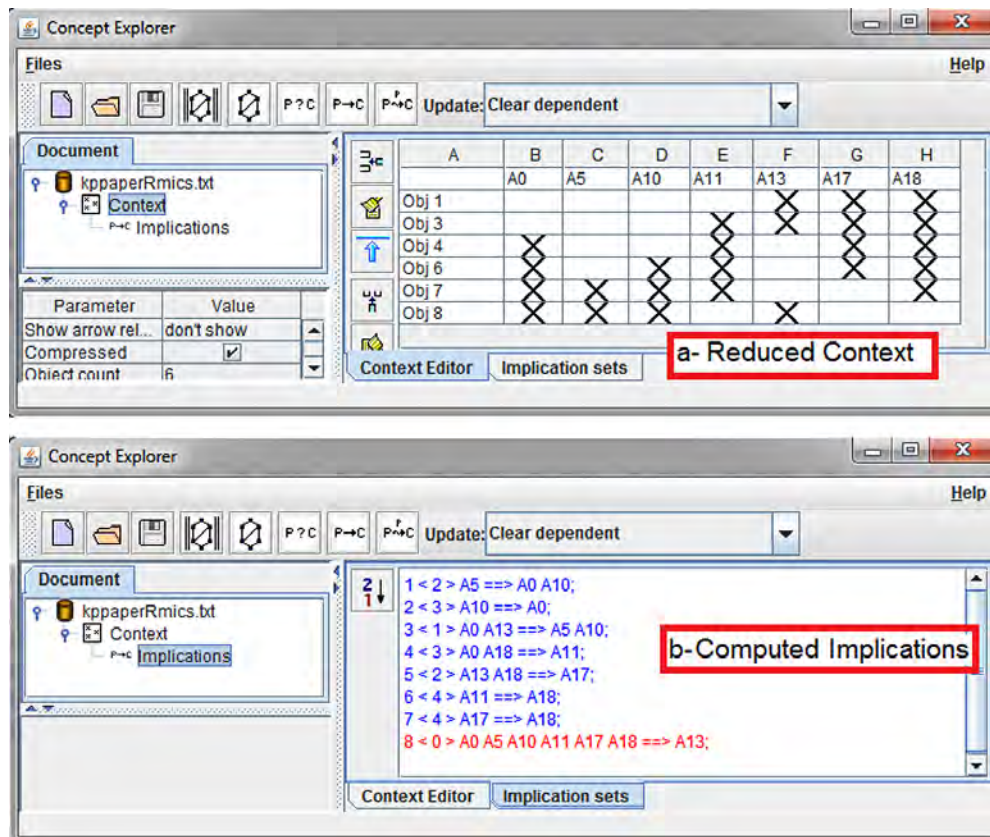 Concept Explorer
Files Help
P?C P→C P↝C Update: Clear dependent
Document
kppaperRmics.txt
Context
P→C Implications
Parameter Value
Show arrow rel... don't show
Compressed
Object count 6
A B C D E F G H
A0 A5 A10 A11 A13 A17 A18
Obj 1 X X X
Obj 3 X X X X
Obj 4 X X X X
Obj 6 X X X X X
Obj 7 X X X X X
Obj 8 X X X X
a- Reduced Context
Context Editor Implication sets
Concept Explorer
Files Help
P?C P→C P↝C Update: Clear dependent
Document
kppaperRmics.txt
Context
P→C Implications
2
1
1 < 2 > A5 ==> A0 A10;
2 < 3 > A10 ==> A0;
3 < 1 > A0 A13 ==> A5 A10;
4 < 3 > A0 A18 ==> A11;
5 < 2 > A13 A18 ==> A17;
6 < 4 > A11 ==> A18;
7 < 4 > A17 ==> A18;
8 < 0 > A0 A5 A10 A11 A17 A18 ==> A13;
b-Computed Implications
Context Editor Implication sets